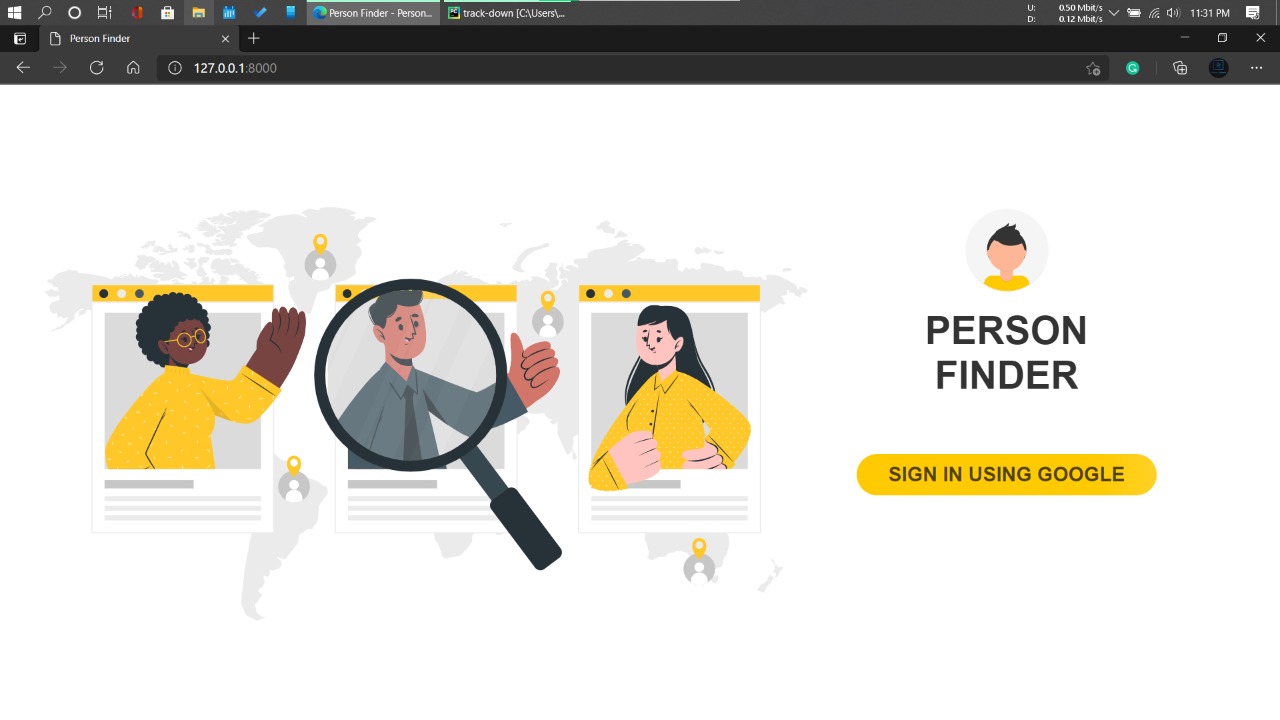 Person Finder - Person...
track-down [C:\Users\...
U: 0.50 Mbit/s
D: 0.12 Mbit/s
11:31 PM
Person Finder
127.0.0.1:8000
PERSON
FINDER
SIGN IN USING GOOGLE